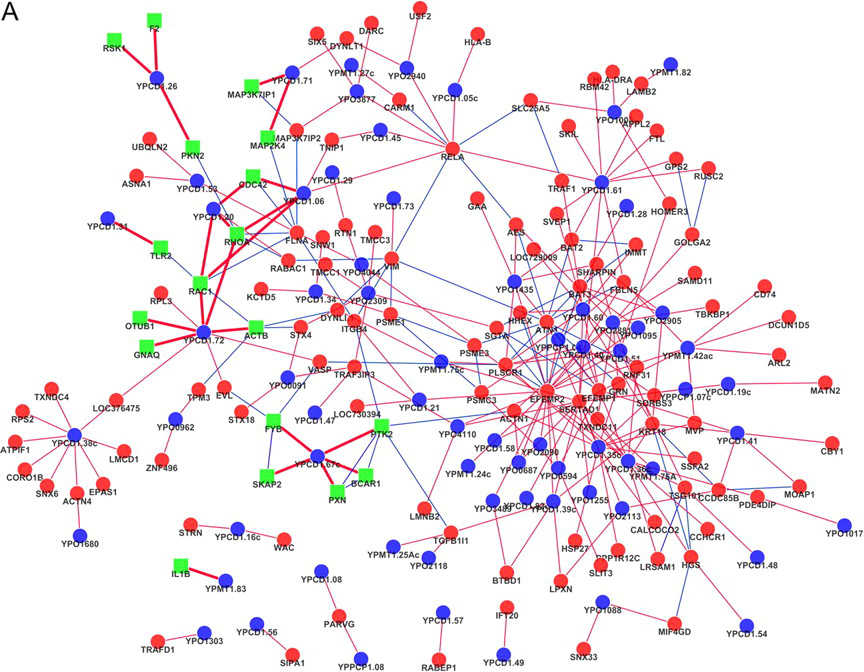 A
F2
USF2
RSK1
DARC
SIX6
DYNLT1
HLA-B
YPCD1.26
YPCD1.71
YPMT1.27c
YPO2940
YPMT1.82
HLA-DRA
RBM42
LAMB2
MAP3K7IP1
YPO3877
CARM1
YPCD1.05c
SLC25A5
YPO1003
APPL2
MAP2K4
MAP3K7IP2
YPCD1.45
SKIL
FTL
UBQLN2
PKN2
TNIP1
RELA
GPS2
RUSC2
ASNA1
YPCD1.53
CDC42
YPCD1.29
TRAF1
YPCD1.61
YPCD1.06
YPCD1.73
GAA
SVEP1
YPCD1.28
HOMER3
YPCD1.31
YPCD1.20
RHOA
FLNA
SNW1
RTN1
TMCC3
AES
BAT2
IMMT
GOLGA2
TLR2
RABAC1
TMCC1
YPO4044
VIM
LOC729009
SHARPIN
RAC1
KCTD5
YPCD1.34
YPO2309
YPO1435
BAT3
FBLN5
SAMD11
CD74
RPL3
DYNLL1
PSME1
HHEX
ATN1
YPCD1.60
YPO2905
TBKBP1
DCUN1D5
OTUB1
YPCD1.72
ACTB
STX4
ITGB4
SGTA
YPO1095
GNAQ
PSME3
YPCD1.51
YPMT1.42ac
ARL2
VASP
TRAF3IP3
YPMT1.75c
PLSCR1
RNF31
TXNDC4
LOC376475
TPM3
EVL
YPO0091
PSMC3
EFEMP2
EFEMP1
GRN
SORBS3
YPPCP1.07c
YPCD1.19c
MATN2
RPS2
YPO0962
STX18
YPCD1.47
LOC730394
YPCD1.21
ACTN1
SERTAD1
TXNDC11
KRT18
MVP
YPCD1.41
ATPIF1
YPCD1.38c
FYB
PTK2
YPO4110
YPCD1.58
YPO2090
YPCD1.35c
CBY1
CORO1B
LMCD1
ZNF496
SKAP2
YPCD1.67c
BCAR1
YPMT1.24c
YPO0687
YPO0594
YPMT1.75A
SSFA2
SNX6
EPAS1
PXN
TSG101
CCDC85B
MOAP1
ACTN4
LMNB2
YPO3489
YPCD1.39c
YPO1255
YPO2113
PDE4DIP
YPO1017
YPO1680
STRN
YPCD1.16c
WAC
TGFB1I1
CALCOCO2
CCHCR1
YPMT1.25Ac
YPO2118
HSP27
PPP1R12C
LRSAM1
HGS
YPCD1.48
IL1B
YPMT1.83
YPCD1.08
BTBD1
LPXN
SLIT3
PARVG
YPCD1.57
IFT20
YPO1088
MIF4GD
YPCD1.54
TRAFD1
YPO1303
YPCD1.56
SIPA1
YPPCP1.08
RABEP1
YPCD1.49
SNX33